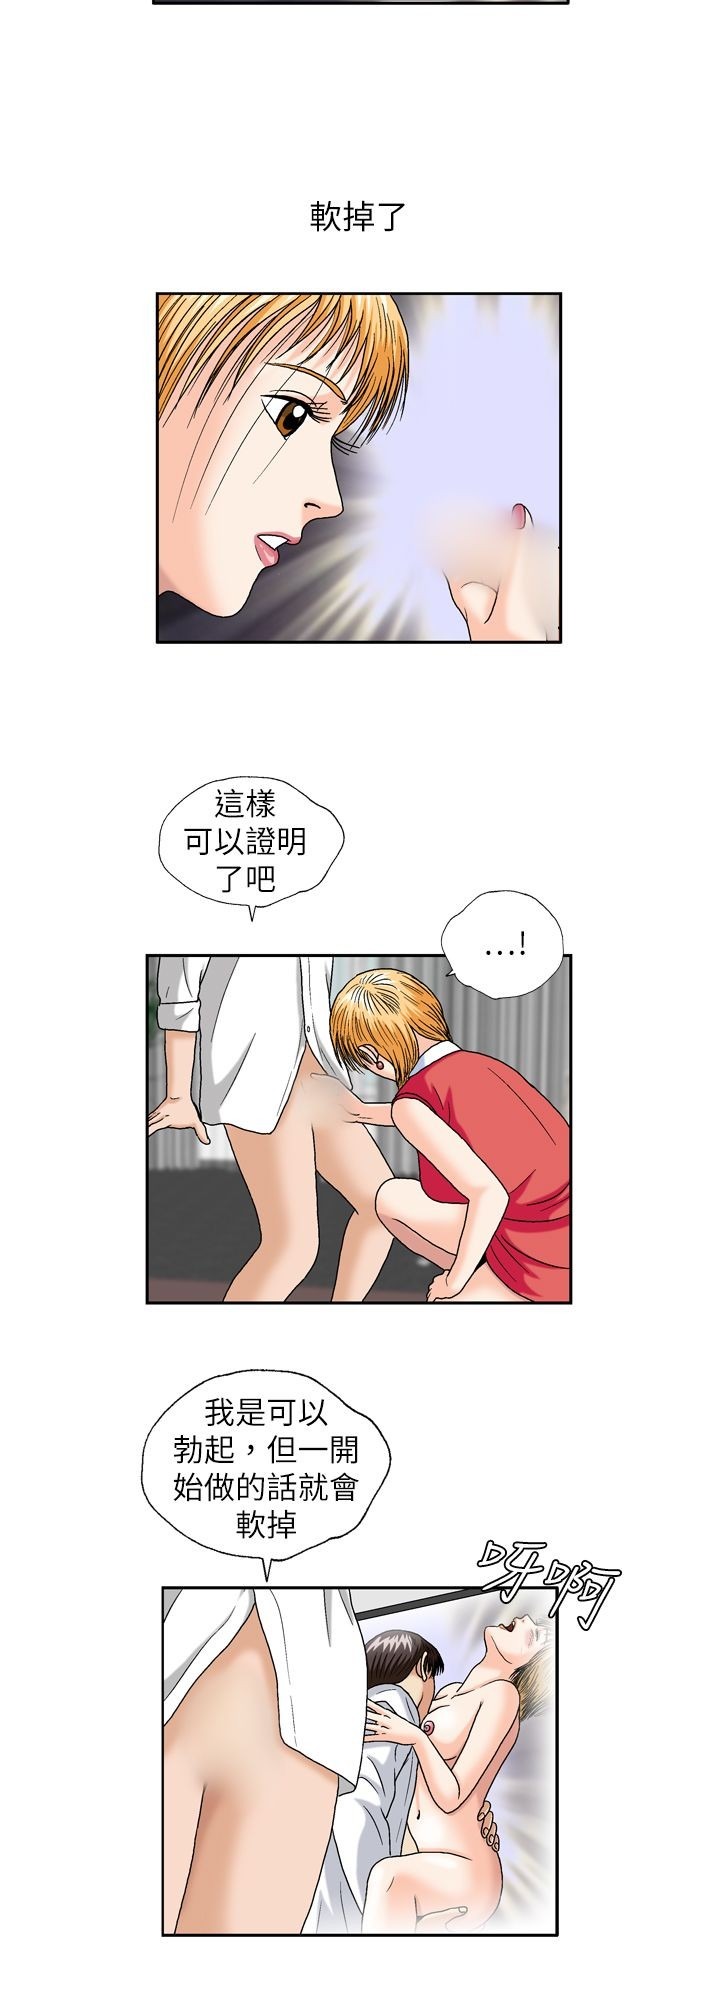 軟掉了
這樣
可以證明
了吧
…!
我是可以
勃起，但一開
始做的話就會
軟掉
呀啊